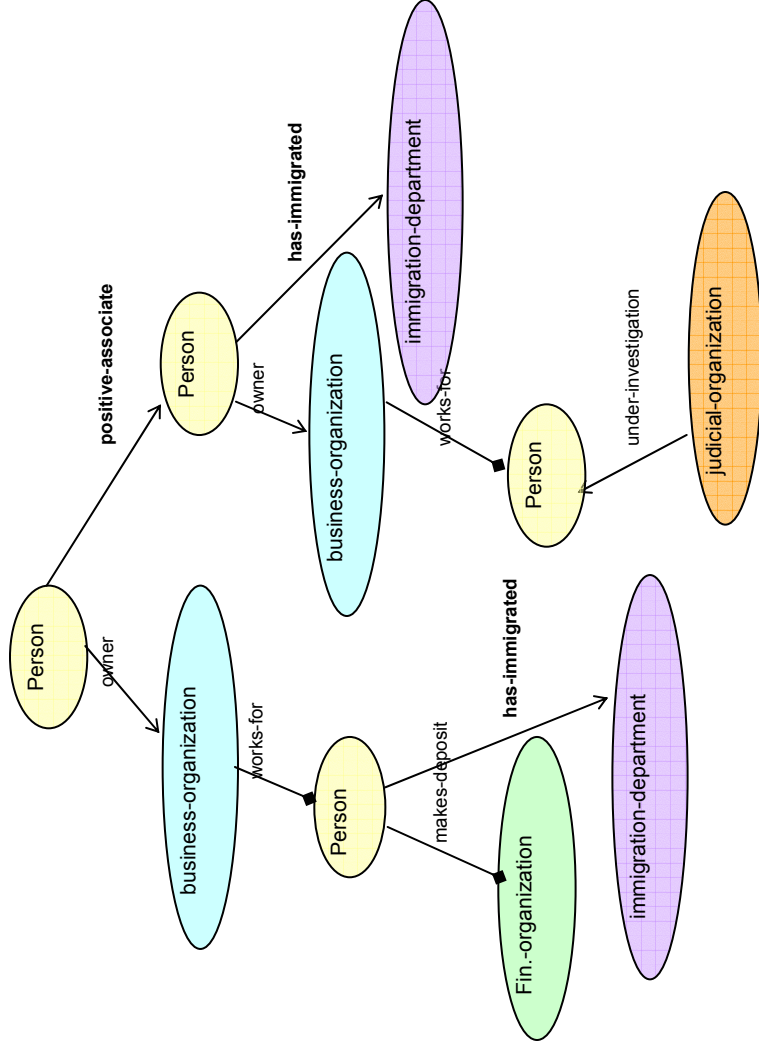 Person
positive-associate
owner
Person
business-organization
has-immigrated
owner
works-for
business-organization
immigration-department
Person
works-for
makes-deposit
has-immigrated
Person
under-investigation
Fin.-organization
immigration-department
judicial-organization